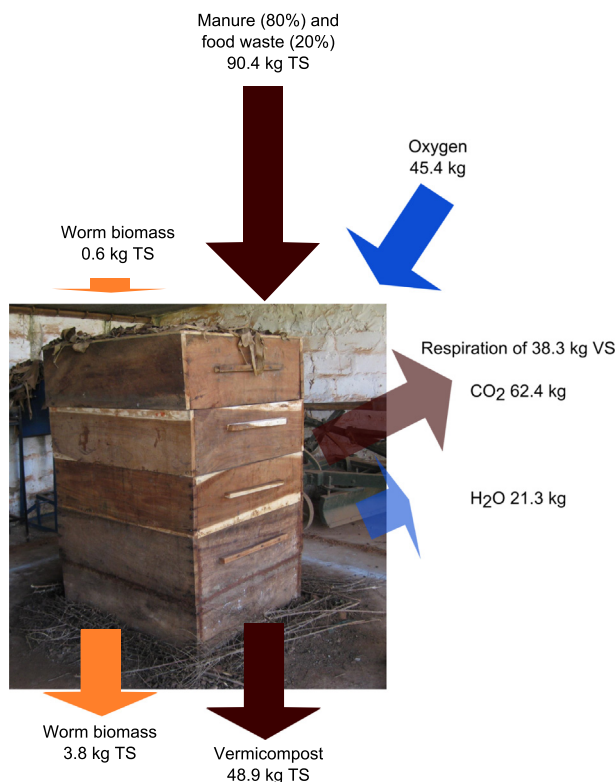 Manure (80%) and
food waste (20%)
90.4 kg TS
Oxygen
45.4 kg
Worm biomass
0.6 kg TS
Respiration of 38.3 kg VS
CO2 62.4 kg
H2O 21.3 kg
Worm biomass
3.8 kg TS
Vermicompost
48.9 kg TS